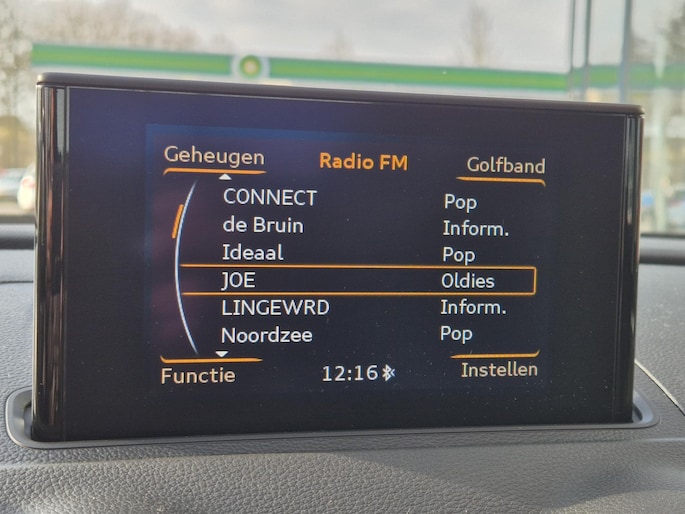 Geheugen Radio FM Golfband
CONNECT Pop
de Bruin Inform.
Ideaal Pop
JOE Oldies
LINGEWRD Inform.
Noordzee Pop
Functie 12:16 Instellen